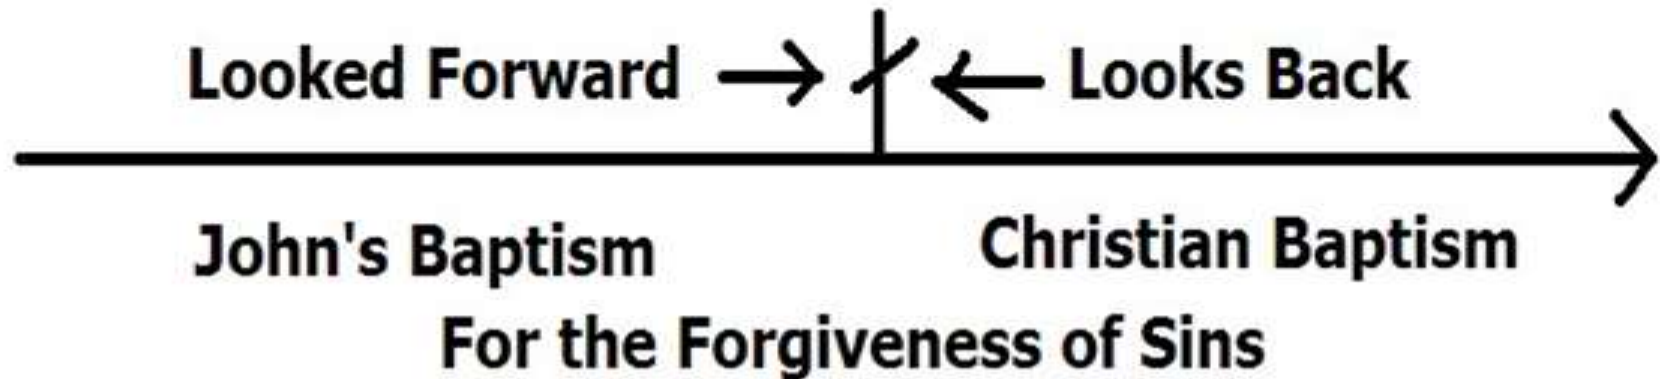 Looked Forward Looks Back
John's Baptism Christian Baptism
For the Forgiveness of Sins